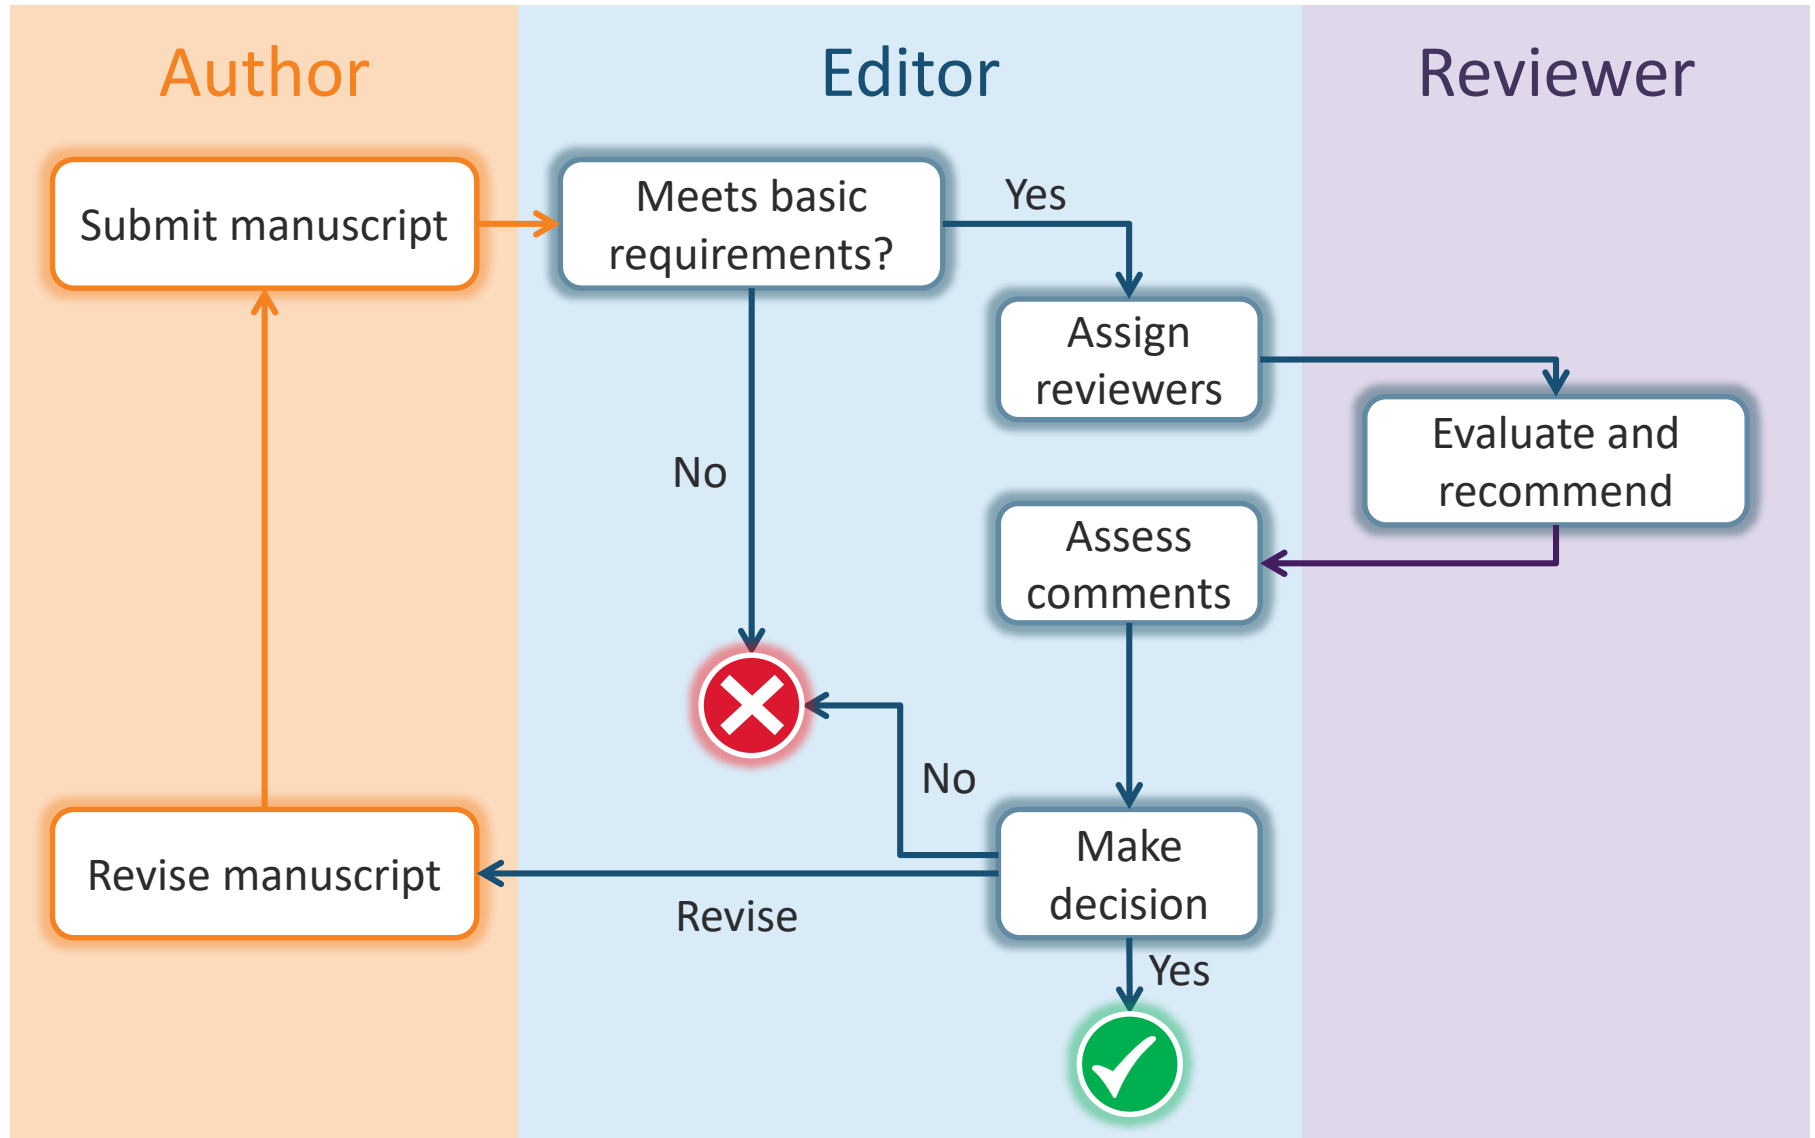 Author
Editor
Reviewer
Submit manuscript
Meets basic
requirements?
Yes
Assign
reviewers
Evaluate and
recommend
No
Assess
comments
No
Make
decision
Revise manuscript
Revise
Yes